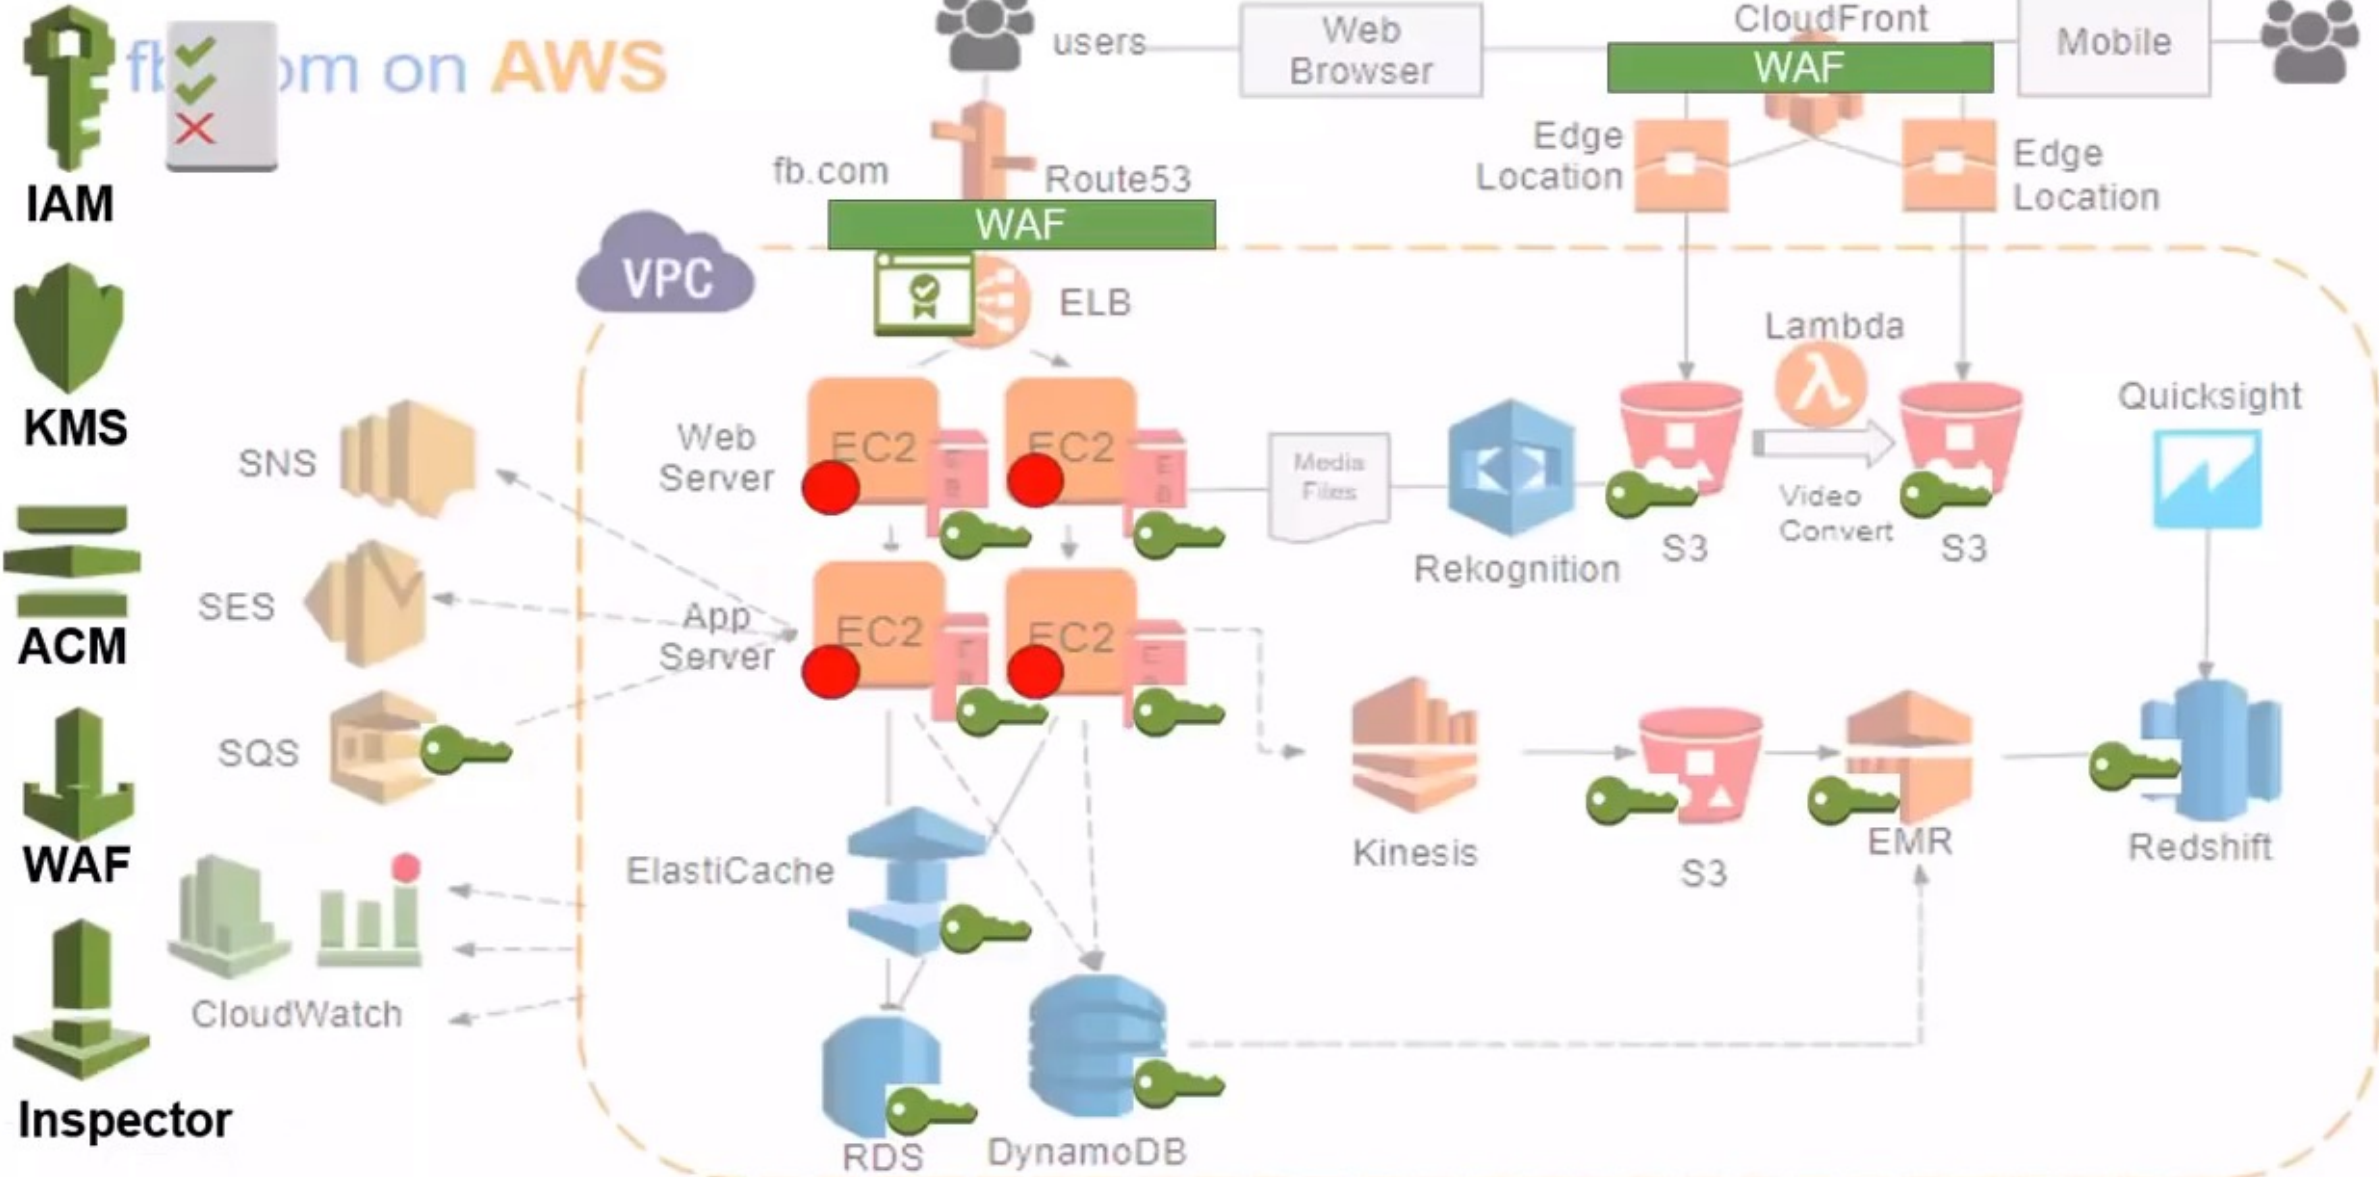 fb om on AWS
IAM
KMS
ACM
WAF
Inspector
users
Web
Browser
CloudFront
WAF
Mobile
Edge
Location
Edge
Location
fb.com
Route53
WAF
VPC
ELB
Web
Server
EC2
EC2
Media
Files
Rekognition
S3
Lambda
Video
Convert
S3
Quicksight
SNS
SES
SQS
App
Server
EC2
EC2
Kinesis
S3
EMR
Redshift
ElastiCache
CloudWatch
RDS
DynamoDB